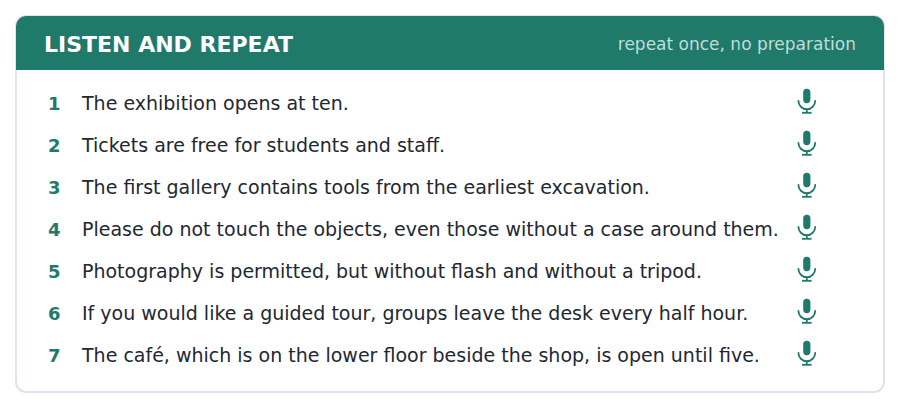 LISTEN AND REPEAT repeat once, no preparation
1 The exhibition opens at ten.
2 Tickets are free for students and staff.
3 The first gallery contains tools from the earliest excavation.
4 Please do not touch the objects, even those without a case around them.
5 Photography is permitted, but without flash and without a tripod.
6 If you would like a guided tour, groups leave the desk every half hour.
7 The café, which is on the lower floor beside the shop, is open until five.